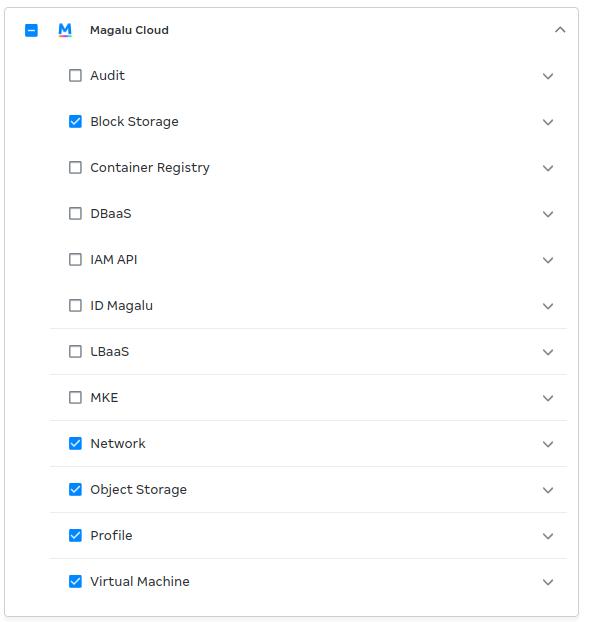 Magalu Cloud
Audit
Block Storage
Container Registry
DBaaS
IAM API
ID Magalu
LBaaS
MKE
Network
Object Storage
Profile
Virtual Machine